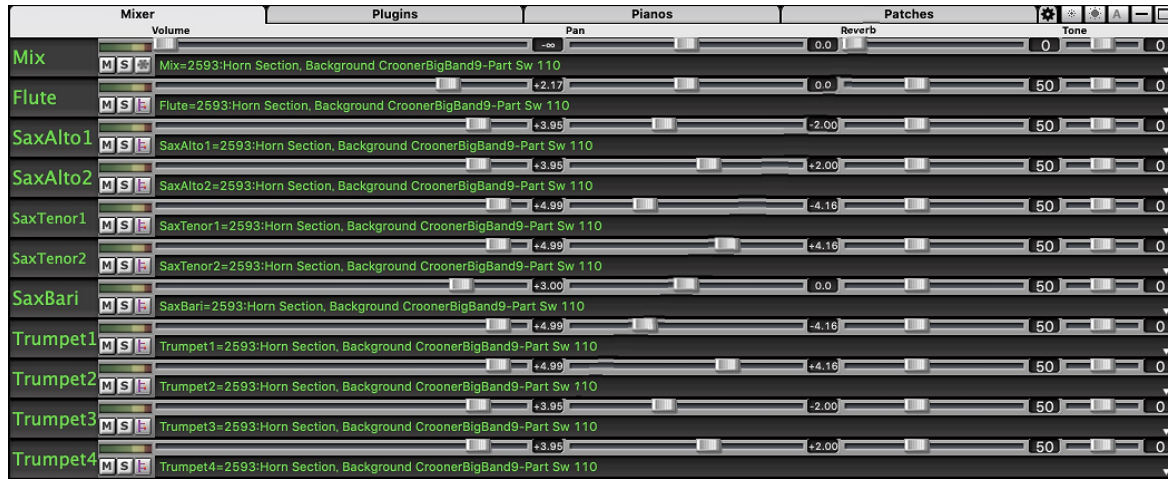 Mixer Plugins Pianos Patches A
Volume Pan Reverb Tone
Mix -∞ 0.0 0 0
M S Mix=2593:Horn Section, Background CroonerBigBand9-Part Sw 110
Flute +2.17 0.0 50 0
M S Flute=2593:Horn Section, Background CroonerBigBand9-Part Sw 110
SaxAlto1 +3.95 -2.00 50 0
M S SaxAlto1=2593:Horn Section, Background CroonerBigBand9-Part Sw 110
SaxAlto2 +3.95 +2.00 50 0
M S SaxAlto2=2593:Horn Section, Background CroonerBigBand9-Part Sw 110
SaxTenor1 +4.99 -4.16 50 0
M S SaxTenor1=2593:Horn Section, Background CroonerBigBand9-Part Sw 110
SaxTenor2 +4.99 +4.16 50 0
M S SaxTenor2=2593:Horn Section, Background CroonerBigBand9-Part Sw 110
SaxBari +3.00 0.0 50 0
M S SaxBari=2593:Horn Section, Background CroonerBigBand9-Part Sw 110
Trumpet1 +4.99 -4.16 50 0
M S Trumpet1=2593:Horn Section, Background CroonerBigBand9-Part Sw 110
Trumpet2 +4.99 +4.16 50 0
M S Trumpet2=2593:Horn Section, Background CroonerBigBand9-Part Sw 110
Trumpet3 +3.95 -2.00 50 0
M S Trumpet3=2593:Horn Section, Background CroonerBigBand9-Part Sw 110
Trumpet4 +3.95 +2.00 50 0
M S Trumpet4=2593:Horn Section, Background CroonerBigBand9-Part Sw 110